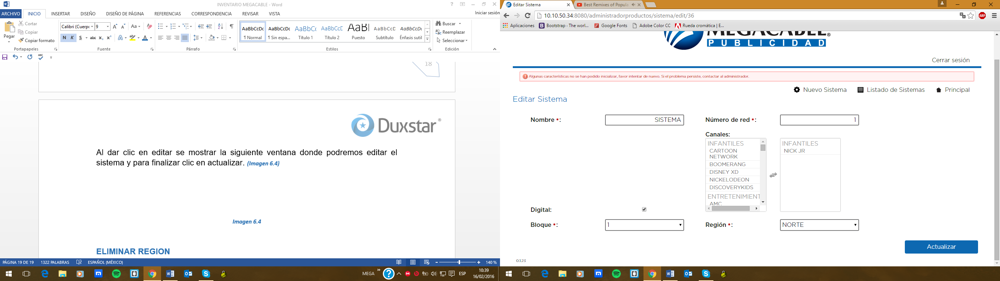 INVENTARIO MEGACABLE - Word
ARCHIVO INICIO INSERTAR DISEÑO DISEÑO DE PÁGINA REFERENCIAS CORRESPONDENCIA REVISAR VISTA Iniciar sesión
Pegar
Cortar
Copiar
Copiar formato
Portapapeles
Calibri (Cuerpo 9
N K S abc x₂ x²
Fuente
Párrafo
AaBbCcDc AaBbCcDc AaBbCc AaBbCcE AaBl AaBbCcD AaBbCcDc
¶ Normal ¶ Sin espa... Título 1 Título 2 Puesto Subtítulo Énfasis sutil
Estilos
Buscar
Reemplazar
Seleccionar
Edición
18
Duxstar ®
Al dar clic en editar se mostrar la siguiente ventana donde podremos editar el
sistema y para finalizar clic en actualizar. (Imagen 6.4)
Imagen 6.4
ELIMINAR REGION
PÁGINA 19 DE 19 1322 PALABRAS ESPAÑOL (MÉXICO) 140 %
MEGA » ESP 10:39
16/02/2016
Editar Sistema
Best Remixes of Popula
10.10.50.34:8080/administradorproductos/sistema/edit/36
ABP
Aplicaciones Bootstrap · The worl... Google Fonts Adobe Color CC Rueda cromática | E...
MEGACABLE®
PUBLICIDAD
Cerrar sesión
Algunas características no se han podido inicializar, favor intentar de nuevo. Si el problema persiste, contactar al administrador.
Nuevo Sistema Listado de Sistemas Principal
Editar Sistema
Nombre *: SISTEMA Número de red *: 1
Canales:
INFANTILES
CARTOON
NETWORK
BOOMERANG
DISNEY XD
NICKELODEON
DISCOVERYKIDS
ENTRETENIMIENT
AMC
INFANTILES
NICK JR
Digital:
Bloque *: 1 Región *: NORTE
Actualizar
0.1.23